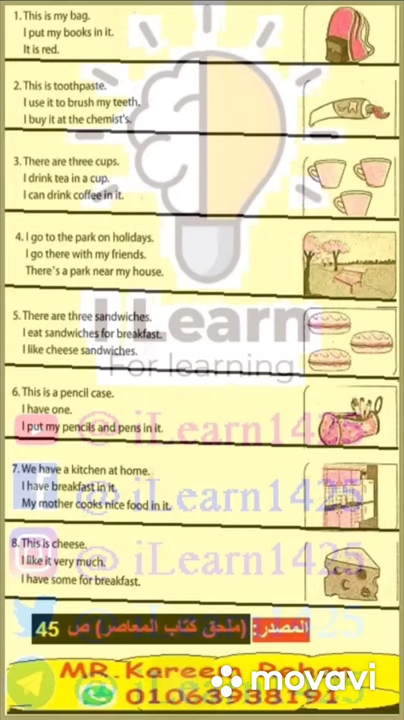 1. This is my bag.
I put my books in it.
It is red.
2. This is toothpaste.
I use it to brush my teeth.
I buy it at the chemist's.
3. There are three cups.
I drink tea in a cup.
I can drink coffee in it.
4. I go to the park on holidays.
I go there with my friends.
There's a park near my house.
5. There are three sandwiches.
I eat sandwiches for breakfast.
I like cheese sandwiches.
iLearn
For learning
6. This is a pencil case.
I have one.
I put my pencils and pens in it.
@iLearn1425
7. We have a kitchen at home.
I have breakfast in it.
My mother cooks nice food in it.
@iLearn1425
8. This is cheese.
I like it very much.
I have some for breakfast.
@iLearn1425
المصدر: (ملحق كتاب المعاصر) ص 45
MR.Kareem
movavi
01063938191